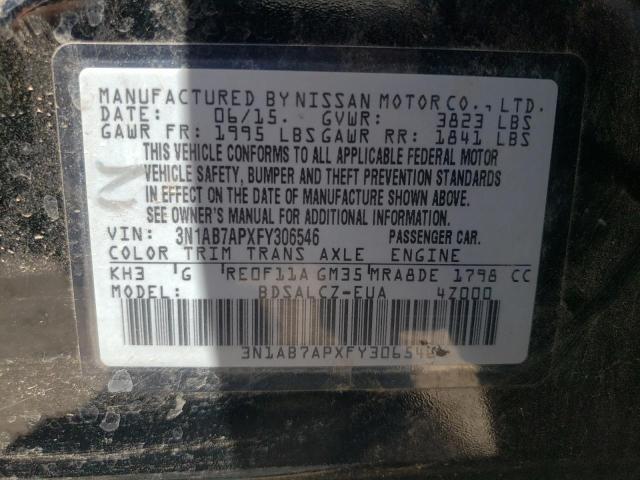 MANUFACTURED BY NISSAN MOTOR CO., LTD.
DATE: 06/15. GVWR: 3823 LBS
GAWR FR: 1995 LBS GAWR RR: 1841 LBS
THIS VEHICLE CONFORMS TO ALL APPLICABLE FEDERAL MOTOR
VEHICLE SAFETY, BUMPER AND THEFT PREVENTION STANDARDS
IN EFFECT ON THE DATE OF MANUFACTURE SHOWN ABOVE.
SEE OWNER'S MANUAL FOR ADDITIONAL INFORMATION.
VIN: 3N1AB7APXFY306546 PASSENGER CAR.
COLOR TRIM TRANS AXLE ENGINE
KH3 G RE0F11A GM35 MRA8DE 1798 CC
MODEL: BDSALCZ-EUA 4Z000
3N1AB7APXFY306546